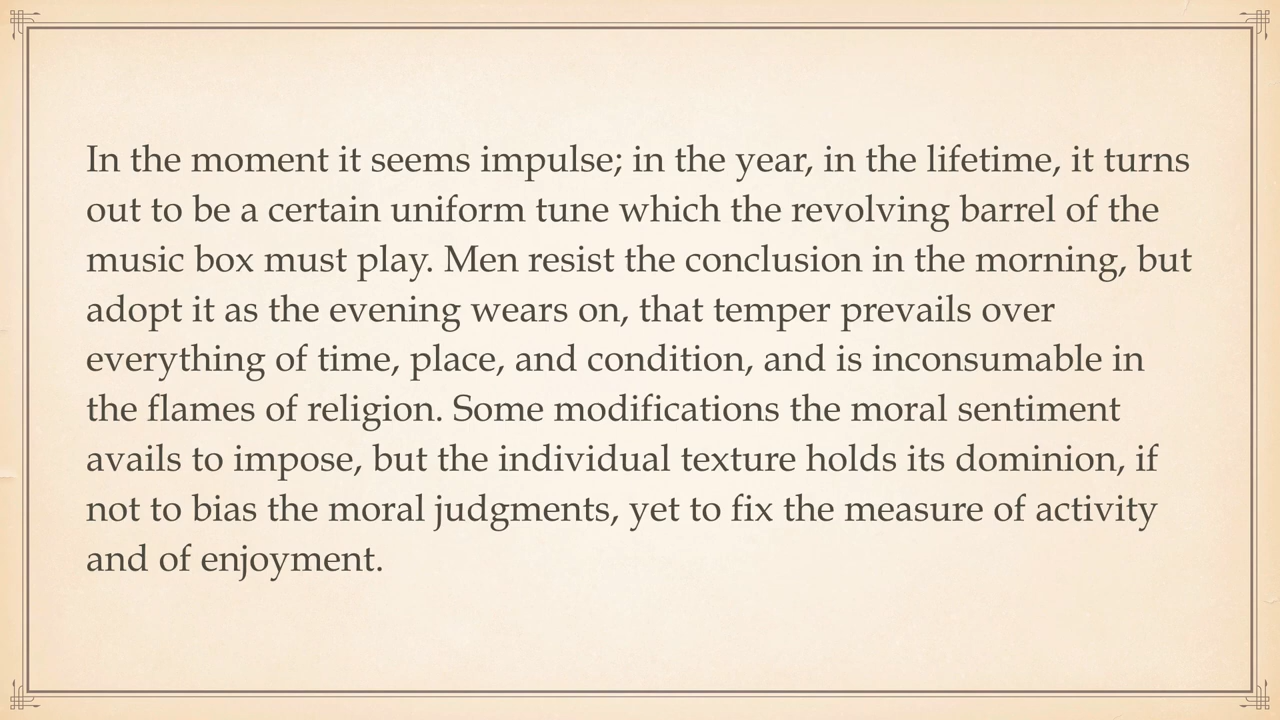 In the moment it seems impulse; in the year, in the lifetime, it turns
out to be a certain uniform tune which the revolving barrel of the
music box must play. Men resist the conclusion in the morning, but
adopt it as the evening wears on, that temper prevails over
everything of time, place, and condition, and is inconsumable in
the flames of religion. Some modifications the moral sentiment
avails to impose, but the individual texture holds its dominion, if
not to bias the moral judgments, yet to fix the measure of activity
and of enjoyment.